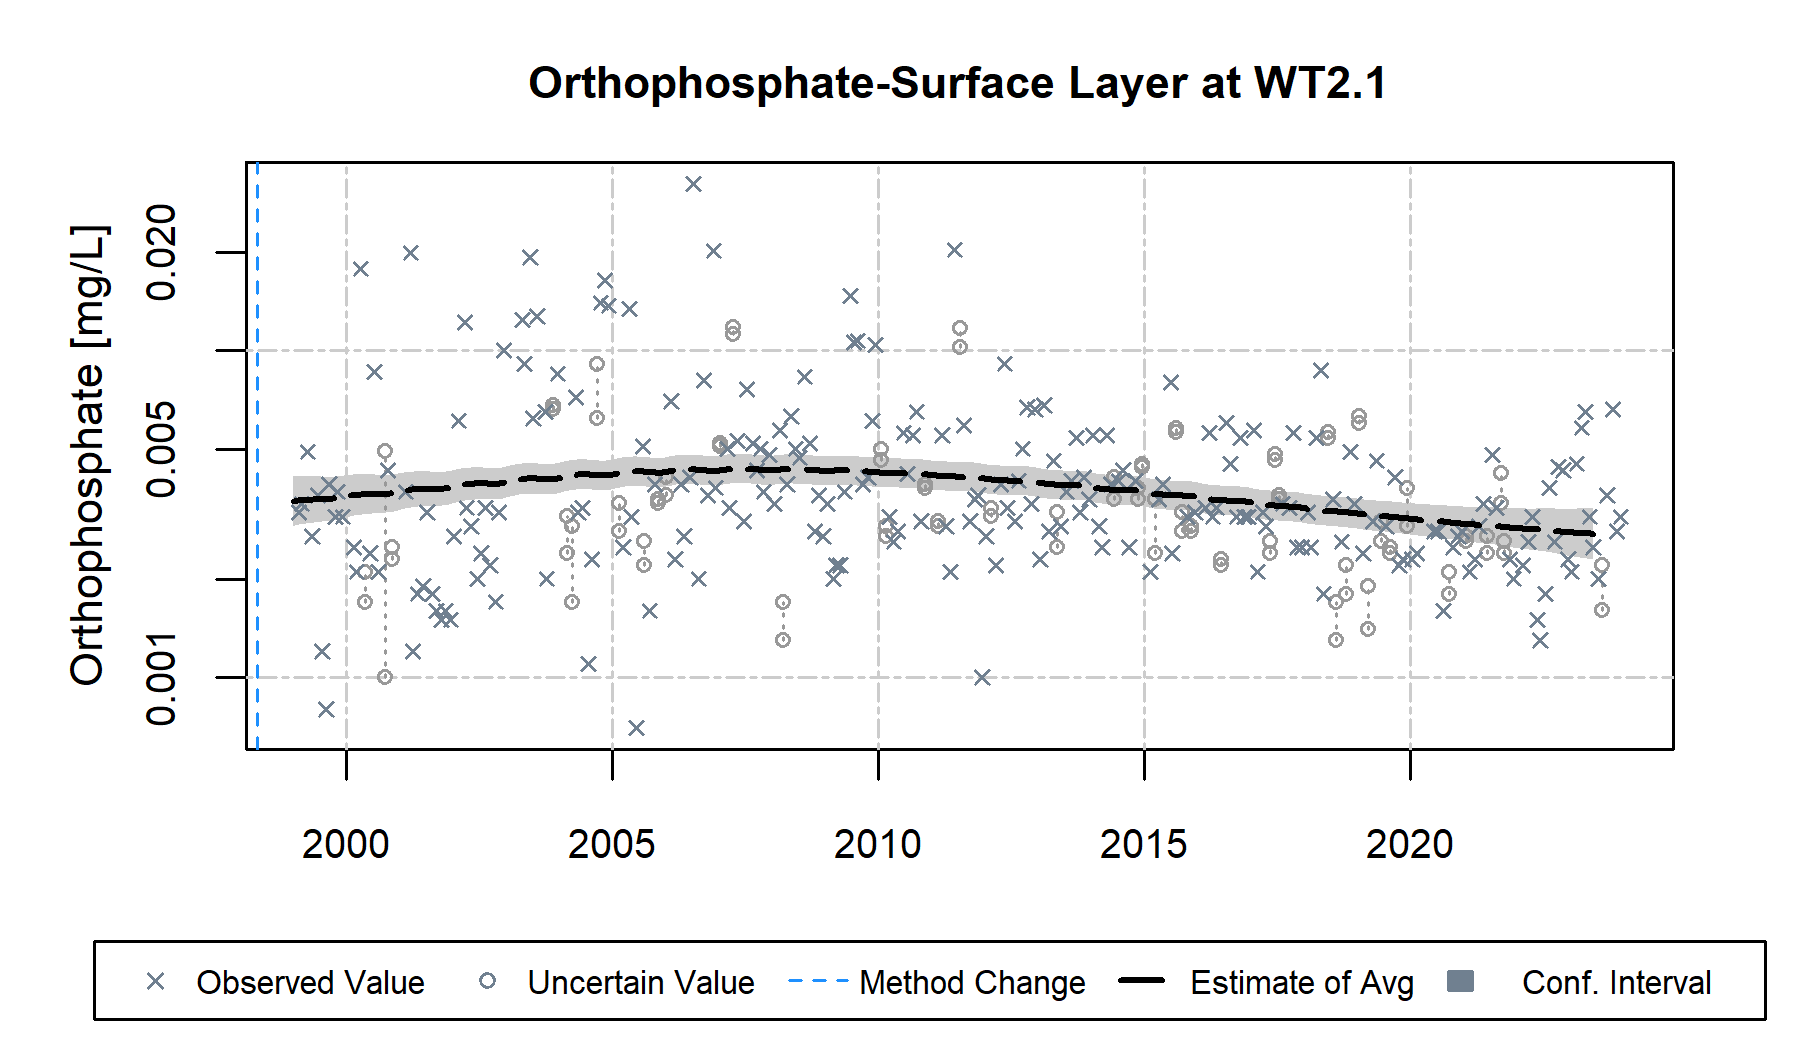 Orthophosphate-Surface Layer at WT2.1
Orthophosphate [mg/L]
0.020
0.005
0.001
2000 2005 2010 2015 2020
Observed Value Uncertain Value Method Change Estimate of Avg Conf. Interval